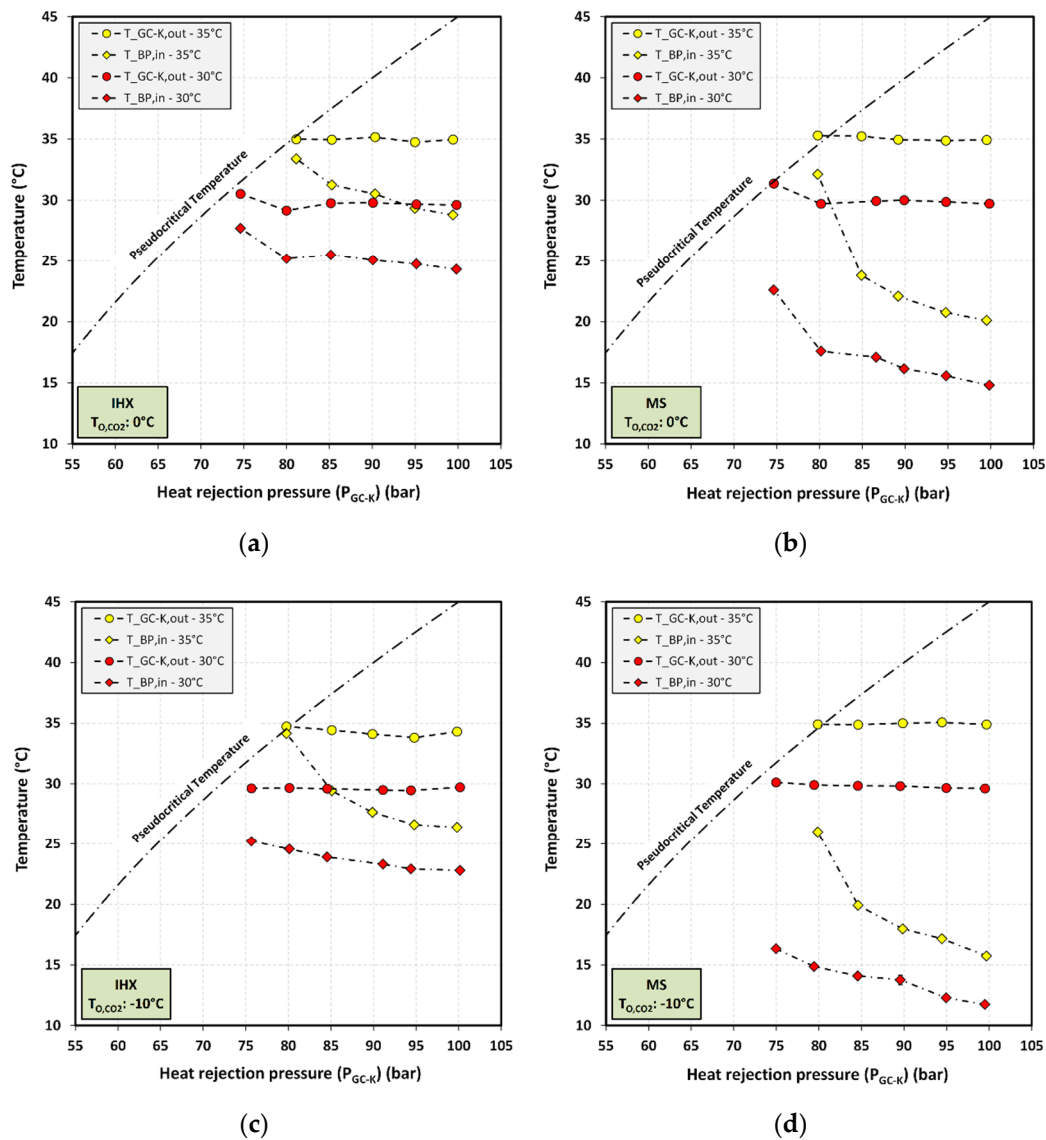 T_GC-K,out - 35°C
T_BP,in - 35°C
T_GC-K,out - 30°C
T_BP,in - 30°C
Pseudocritical Temperature
Temperature (°C)
45
40
35
30
25
20
15
10
IHX
T_O,CO2: 0°C
55 60 65 70 75 80 85 90 95 100 105
Heat rejection pressure (P_GC-K) (bar)
(a)
T_GC-K,out - 35°C
T_BP,in - 35°C
T_GC-K,out - 30°C
T_BP,in - 30°C
Pseudocritical Temperature
Temperature (°C)
45
40
35
30
25
20
15
10
MS
T_O,CO2: 0°C
55 60 65 70 75 80 85 90 95 100 105
Heat rejection pressure (P_GC-K) (bar)
(b)
T_GC-K,out - 35°C
T_BP,in - 35°C
T_GC-K,out - 30°C
T_BP,in - 30°C
Pseudocritical Temperature
Temperature (°C)
45
40
35
30
25
20
15
10
IHX
T_O,CO2: -10°C
55 60 65 70 75 80 85 90 95 100 105
Heat rejection pressure (P_GC-K) (bar)
(c)
T_GC-K,out - 35°C
T_BP,in - 35°C
T_GC-K,out - 30°C
T_BP,in - 30°C
Pseudocritical Temperature
Temperature (°C)
45
40
35
30
25
20
15
10
MS
T_O,CO2: -10°C
55 60 65 70 75 80 85 90 95 100 105
Heat rejection pressure (P_GC-K) (bar)
(d)